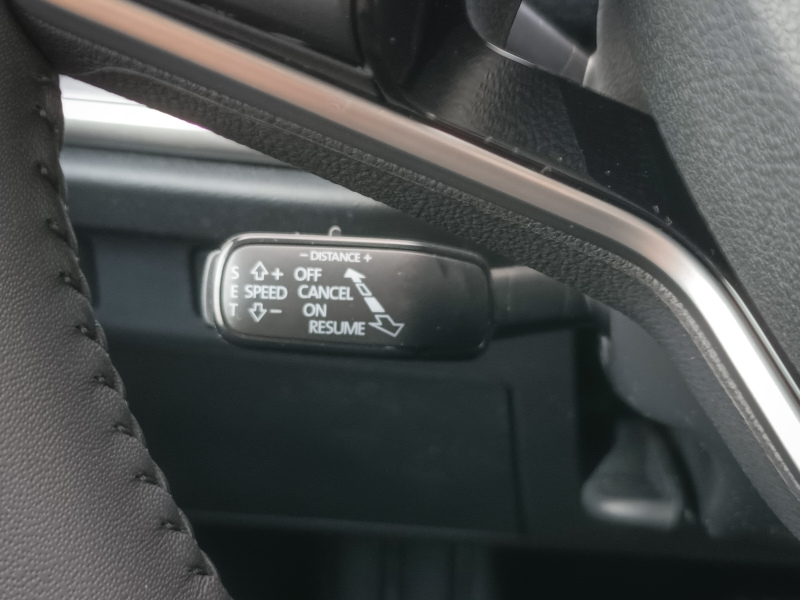 − DISTANCE +
S + OFF
E SPEED CANCEL
T − ON
RESUME